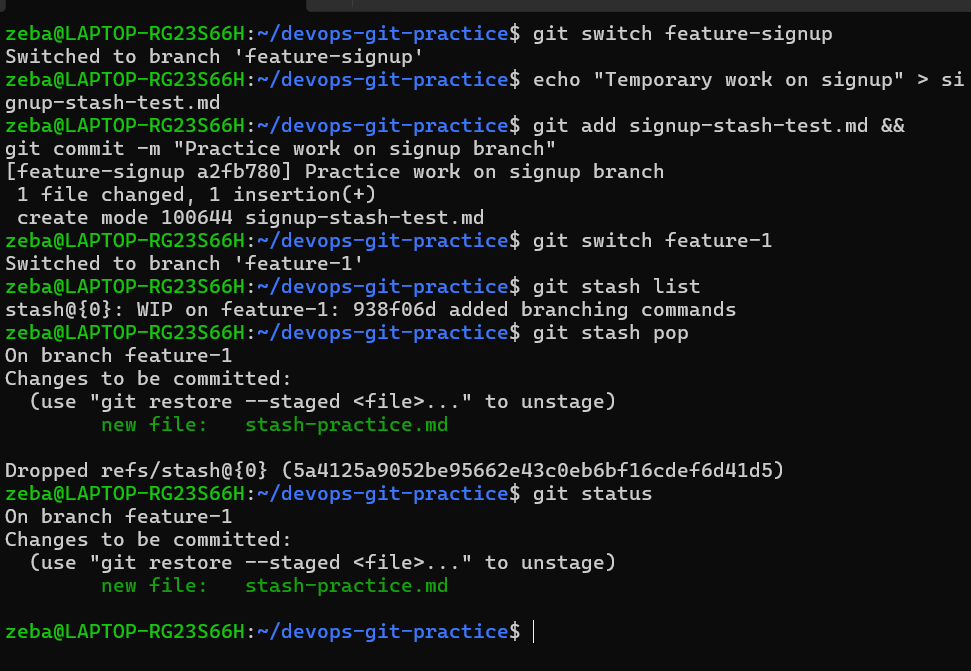 zeba@LAPTOP-RG23S66H:~/devops-git-practice$ git switch feature-signup
Switched to branch 'feature-signup'
zeba@LAPTOP-RG23S66H:~/devops-git-practice$ echo "Temporary work on signup" > si
gnup-stash-test.md
zeba@LAPTOP-RG23S66H:~/devops-git-practice$ git add signup-stash-test.md &&
git commit -m "Practice work on signup branch"
[feature-signup a2fb780] Practice work on signup branch
 1 file changed, 1 insertion(+)
 create mode 100644 signup-stash-test.md
zeba@LAPTOP-RG23S66H:~/devops-git-practice$ git switch feature-1
Switched to branch 'feature-1'
zeba@LAPTOP-RG23S66H:~/devops-git-practice$ git stash list
stash@{0}: WIP on feature-1: 938f06d added branching commands
zeba@LAPTOP-RG23S66H:~/devops-git-practice$ git stash pop
On branch feature-1
Changes to be committed:
  (use "git restore --staged <file>..." to unstage)
        new file:   stash-practice.md

Dropped refs/stash@{0} (5a4125a9052be95662e43c0eb6bf16cdef6d41d5)
zeba@LAPTOP-RG23S66H:~/devops-git-practice$ git status
On branch feature-1
Changes to be committed:
  (use "git restore --staged <file>..." to unstage)
        new file:   stash-practice.md

zeba@LAPTOP-RG23S66H:~/devops-git-practice$